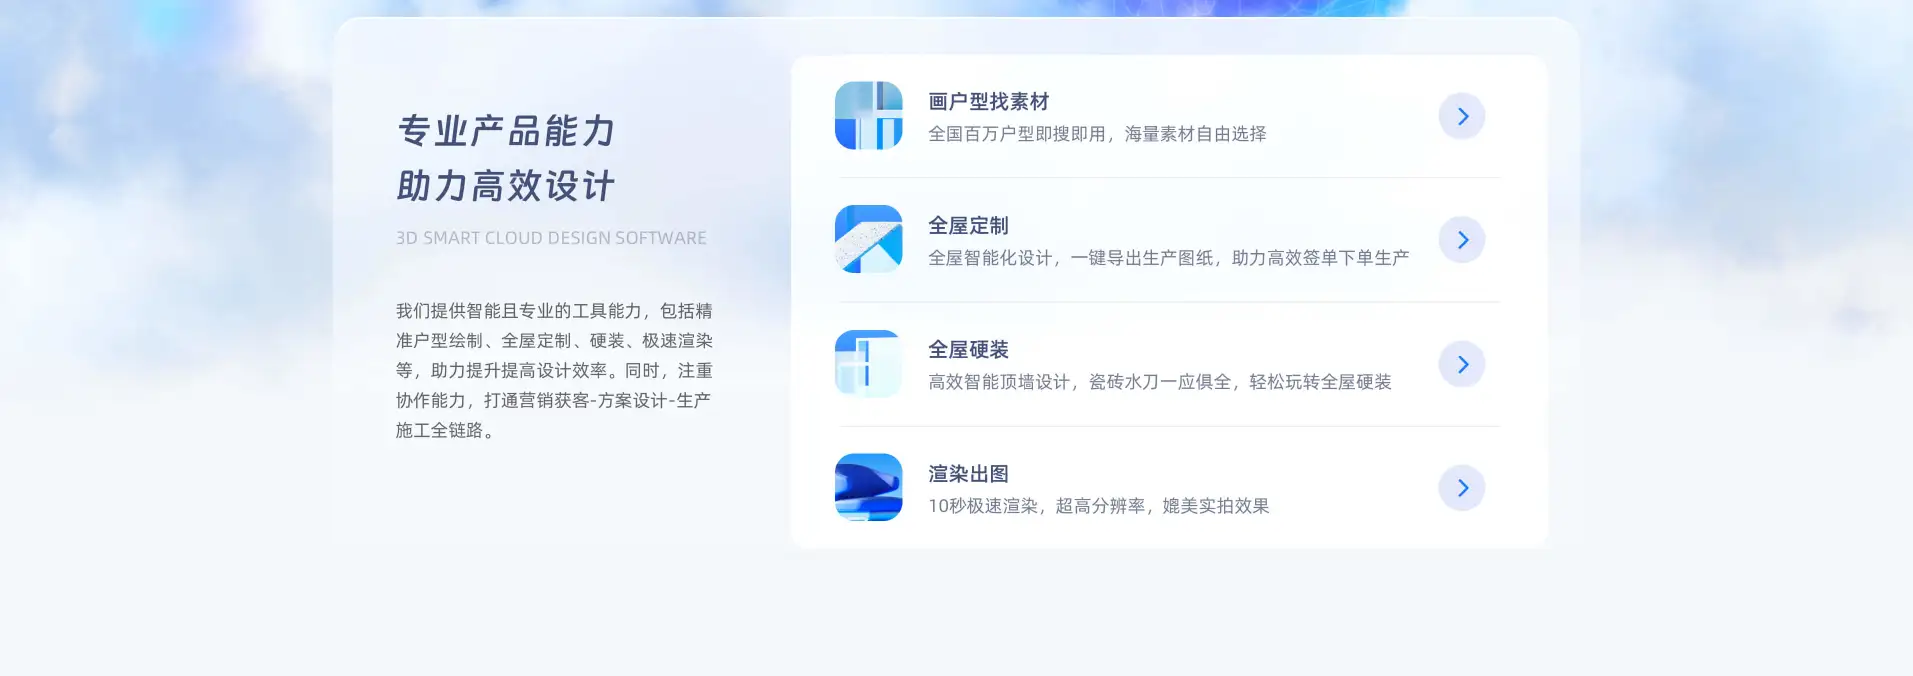 专业产品能力
助力高效设计
3D SMART CLOUD DESIGN SOFTWARE
我们提供智能且专业的工具能力，包括精
准户型绘制、全屋定制、硬装、极速渲染
等，助力提升提高设计效率。同时，注重
协作能力，打通营销获客-方案设计-生产
施工全链路。
画户型找素材
全国百万户型即搜即用，海量素材自由选择
全屋定制
全屋智能化设计，一键导出生产图纸，助力高效签单下单生产
全屋硬装
高效智能顶墙设计，瓷砖水刀一应俱全，轻松玩转全屋硬装
渲染出图
10秒极速渲染，超高分辨率，媲美实拍效果